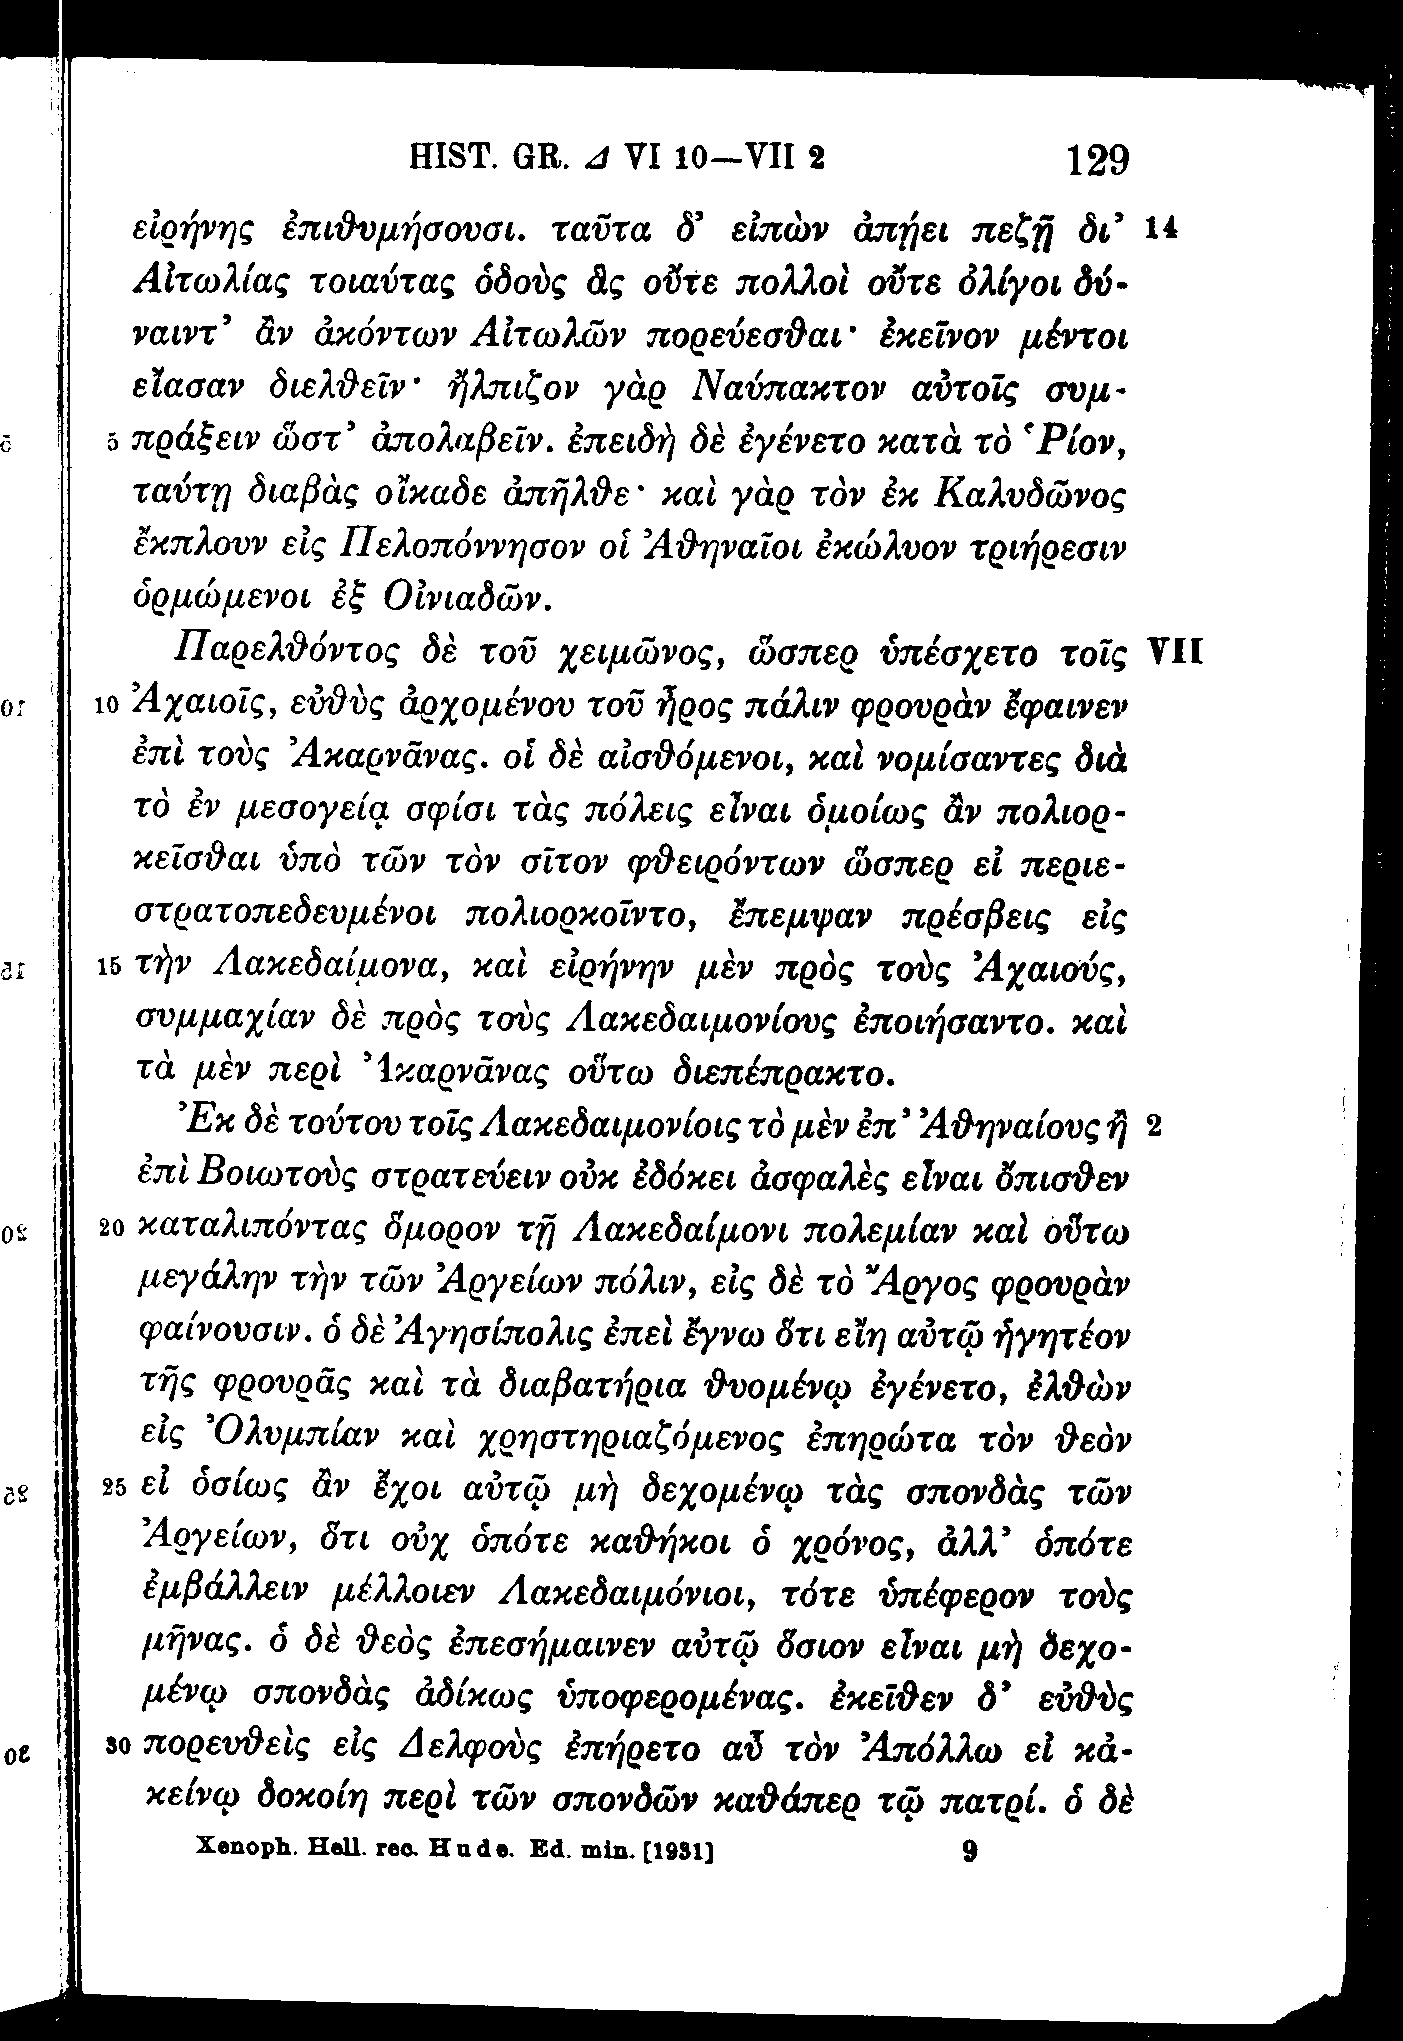 HIST. GR. Δ VI 10—VII 2 129
εἰρήνης ἐπιθυμήσουσι. ταῦτα δ’ εἰπὼν ἀπῄει πεζῇ δι’ 14
Αἰτωλίας τοιαύτας ὁδοὺς ἃς οὔτε πολλοὶ οὔτε ὀλίγοι δύ-
ναιντ’ ἂν ἀκόντων Αἰτωλῶν πορεύεσθαι· ἐκεῖνον μέντοι
εἴασαν διελθεῖν· ἤλπιζον γὰρ Ναύπακτον αὐτοῖς συμ-
5 πράξειν ὥστ’ ἀπολαβεῖν. ἐπειδὴ δὲ ἐγένετο κατὰ τὸ Ῥίον,
ταύτῃ διαβὰς οἴκαδε ἀπῆλθε· καὶ γὰρ τὸν ἐκ Καλυδῶνος
ἔκπλουν εἰς Πελοπόννησον οἱ Ἀθηναῖοι ἐκώλυον τριήρεσιν
ὁρμώμενοι ἐξ Οἰνιαδῶν.
Παρελθόντος δὲ τοῦ χειμῶνος, ὥσπερ ὑπέσχετο τοῖς VII
10 Ἀχαιοῖς, εὐθὺς ἀρχομένου τοῦ ἦρος πάλιν φρουρὰν ἔφαινεν
ἐπὶ τοὺς Ἀκαρνᾶνας. οἱ δὲ αἰσθόμενοι, καὶ νομίσαντες διὰ
τὸ ἐν μεσογείᾳ σφίσι τὰς πόλεις εἶναι ὁμοίως ἂν πολιορ-
κεῖσθαι ὑπὸ τῶν τὸν σῖτον φθειρόντων ὥσπερ εἰ περιε-
στρατοπεδευμένοι πολιορκοῖντο, ἔπεμψαν πρέσβεις εἰς
15 τὴν Λακεδαίμονα, καὶ εἰρήνην μὲν πρὸς τοὺς Ἀχαιούς,
συμμαχίαν δὲ πρὸς τοὺς Λακεδαιμονίους ἐποιήσαντο. καὶ
τὰ μὲν περὶ Ἀκαρνᾶνας οὕτω διεπέπρακτο.
Ἐκ δὲ τούτου τοῖς Λακεδαιμονίοις τὸ μὲν ἐπ’ Ἀθηναίους ἢ 2
ἐπὶ Βοιωτοὺς στρατεύειν οὐκ ἐδόκει ἀσφαλὲς εἶναι ὄπισθεν
20 καταλιπόντας ὅμορον τῇ Λακεδαίμονι πολεμίαν καὶ οὕτω
μεγάλην τὴν τῶν Ἀργείων πόλιν, εἰς δὲ τὸ Ἄργος φρουρὰν
φαίνουσιν. ὁ δὲ Ἀγησίπολις ἐπεὶ ἔγνω ὅτι εἴη αὐτῷ ἡγητέον
τῆς φρουρᾶς καὶ τὰ διαβατήρια θυομένῳ ἐγένετο, ἐλθὼν
εἰς Ὀλυμπίαν καὶ χρηστηριαζόμενος ἐπηρώτα τὸν θεὸν
25 εἰ ὁσίως ἂν ἔχοι αὐτῷ μὴ δεχομένῳ τὰς σπονδὰς τῶν
Ἀργείων, ὅτι οὐχ ὁπότε καθήκοι ὁ χρόνος, ἀλλ’ ὁπότε
ἐμβάλλειν μέλλοιεν Λακεδαιμόνιοι, τότε ὑπέφερον τοὺς
μῆνας. ὁ δὲ θεὸς ἐπεσήμαινεν αὐτῷ ὅσιον εἶναι μὴ δεχο-
μένῳ σπονδὰς ἀδίκως ὑποφερομένας. ἐκεῖθεν δ’ εὐθὺς
30 πορευθεὶς εἰς Δελφοὺς ἐπήρετο αὖ τὸν Ἀπόλλω εἰ κἀ-
κείνῳ δοκοίη περὶ τῶν σπονδῶν καθάπερ τῷ πατρί. ὁ δὲ
Xenoph. Hell. rec. Hude. Ed. min. [1931] 9